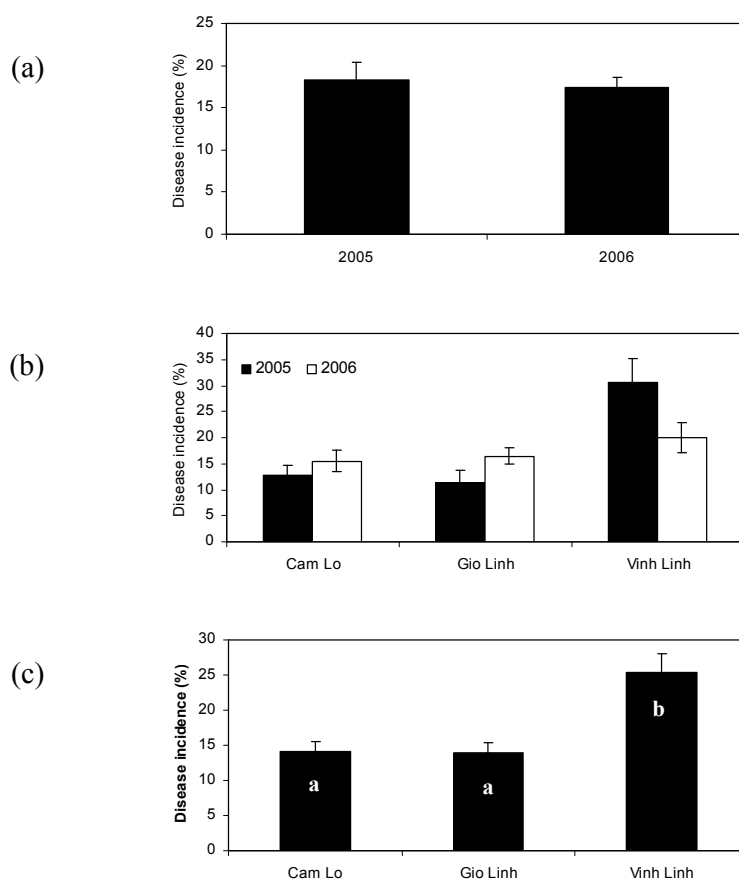 (a)
Disease incidence (%)
25
20
15
10
5
0
2005
2006
(b)
Disease incidence (%)
40
35
30
25
20
15
10
5
0
2005 2006
Cam Lo
Gio Linh
Vinh Linh
(c)
Disease incidence (%)
30
25
20
15
10
5
0
a
a
b
Cam Lo
Gio Linh
Vinh Linh